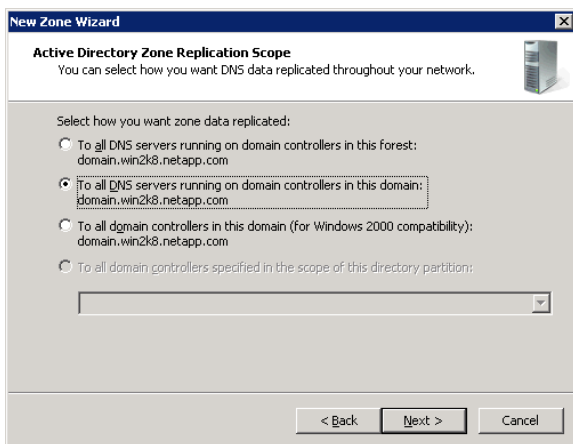 New Zone Wizard
Active Directory Zone Replication Scope
You can select how you want DNS data replicated throughout your network.
Select how you want zone data replicated:
To all DNS servers running on domain controllers in this forest:
domain.win2k8.netapp.com
To all DNS servers running on domain controllers in this domain:
domain.win2k8.netapp.com
To all domain controllers in this domain (for Windows 2000 compatibility):
domain.win2k8.netapp.com
To all domain controllers specified in the scope of this directory partition:
< Back Next > Cancel